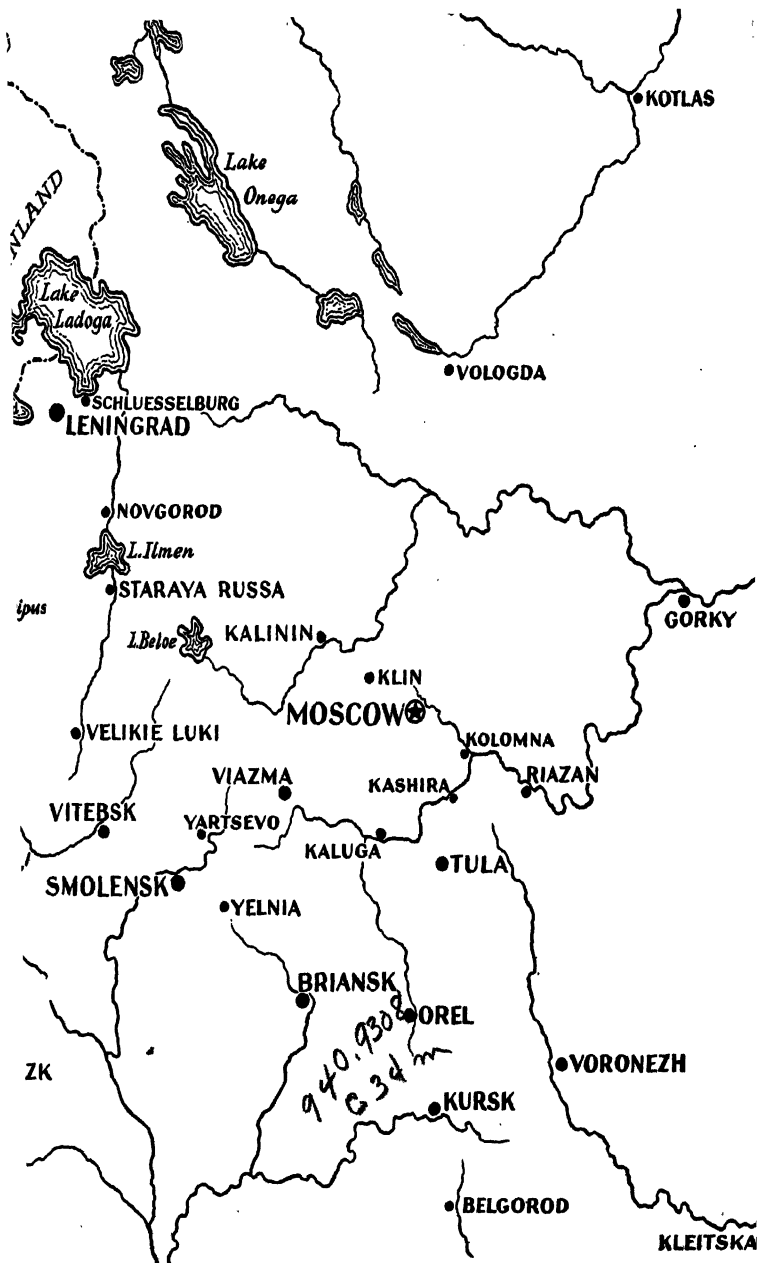 KOTLAS
Lake
Onega
NLAND
Lake
Ladoga
VOLOGDA
SCHLUESSELBURG
LENINGRAD
NOVGOROD
L.Ilmen
STARAYA RUSSA
ipus
GORKY
L.Beloe
KALININ
KLIN
MOSCOW
VELIKIE LUKI
KOLOMNA
VIAZMA
KASHIRA
RIAZAN
VITEBSK
YARTSEVO
KALUGA
TULA
SMOLENSK
YELNIA
BRIANSK
OREL
940.9308
G34m
ZK
VORONEZH
KURSK
BELGOROD
KLEITSKA